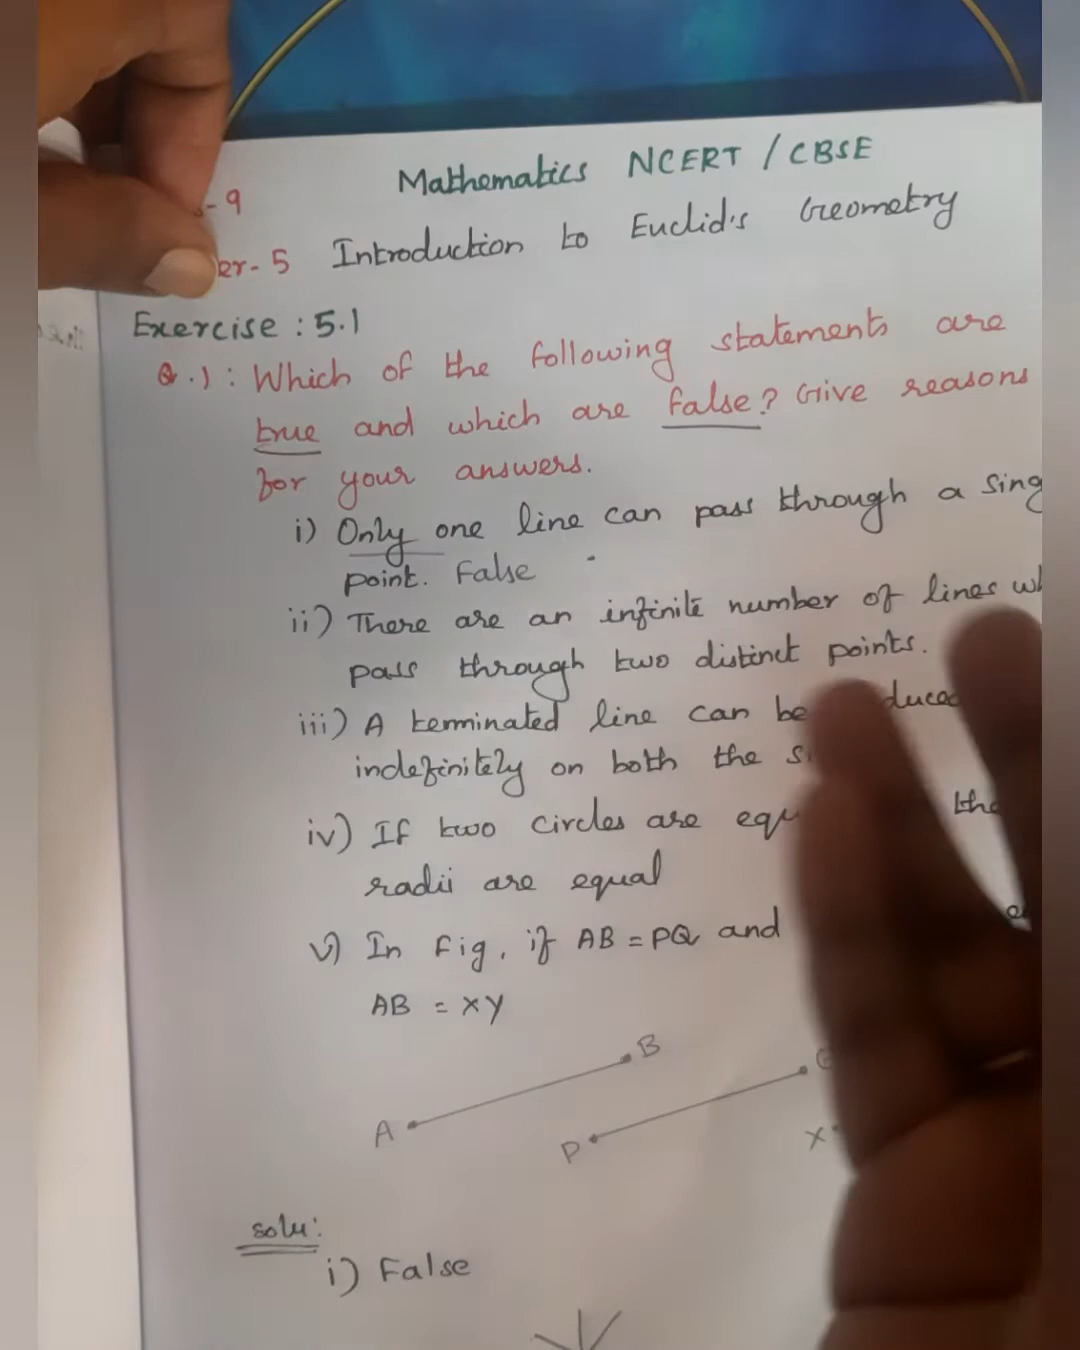 - 9
Mathematics NCERT / CBSE
er - 5 Introduction to Euclid's Geometry
Exercise : 5.1
Q.1 : Which of the following statements are
true and which are false? Give reasons
for your answers.
i) Only one line can pass through a sing
point. False
ii) There are an infinite number of lines
pass through two distinct points.
iii) A terminated line can be duced
indefinitely on both the
iv) If two circles are equ the
radii are equal
v) In fig, if AB = PQ and
AB = XY
B
A
P
X
solu:
i) False